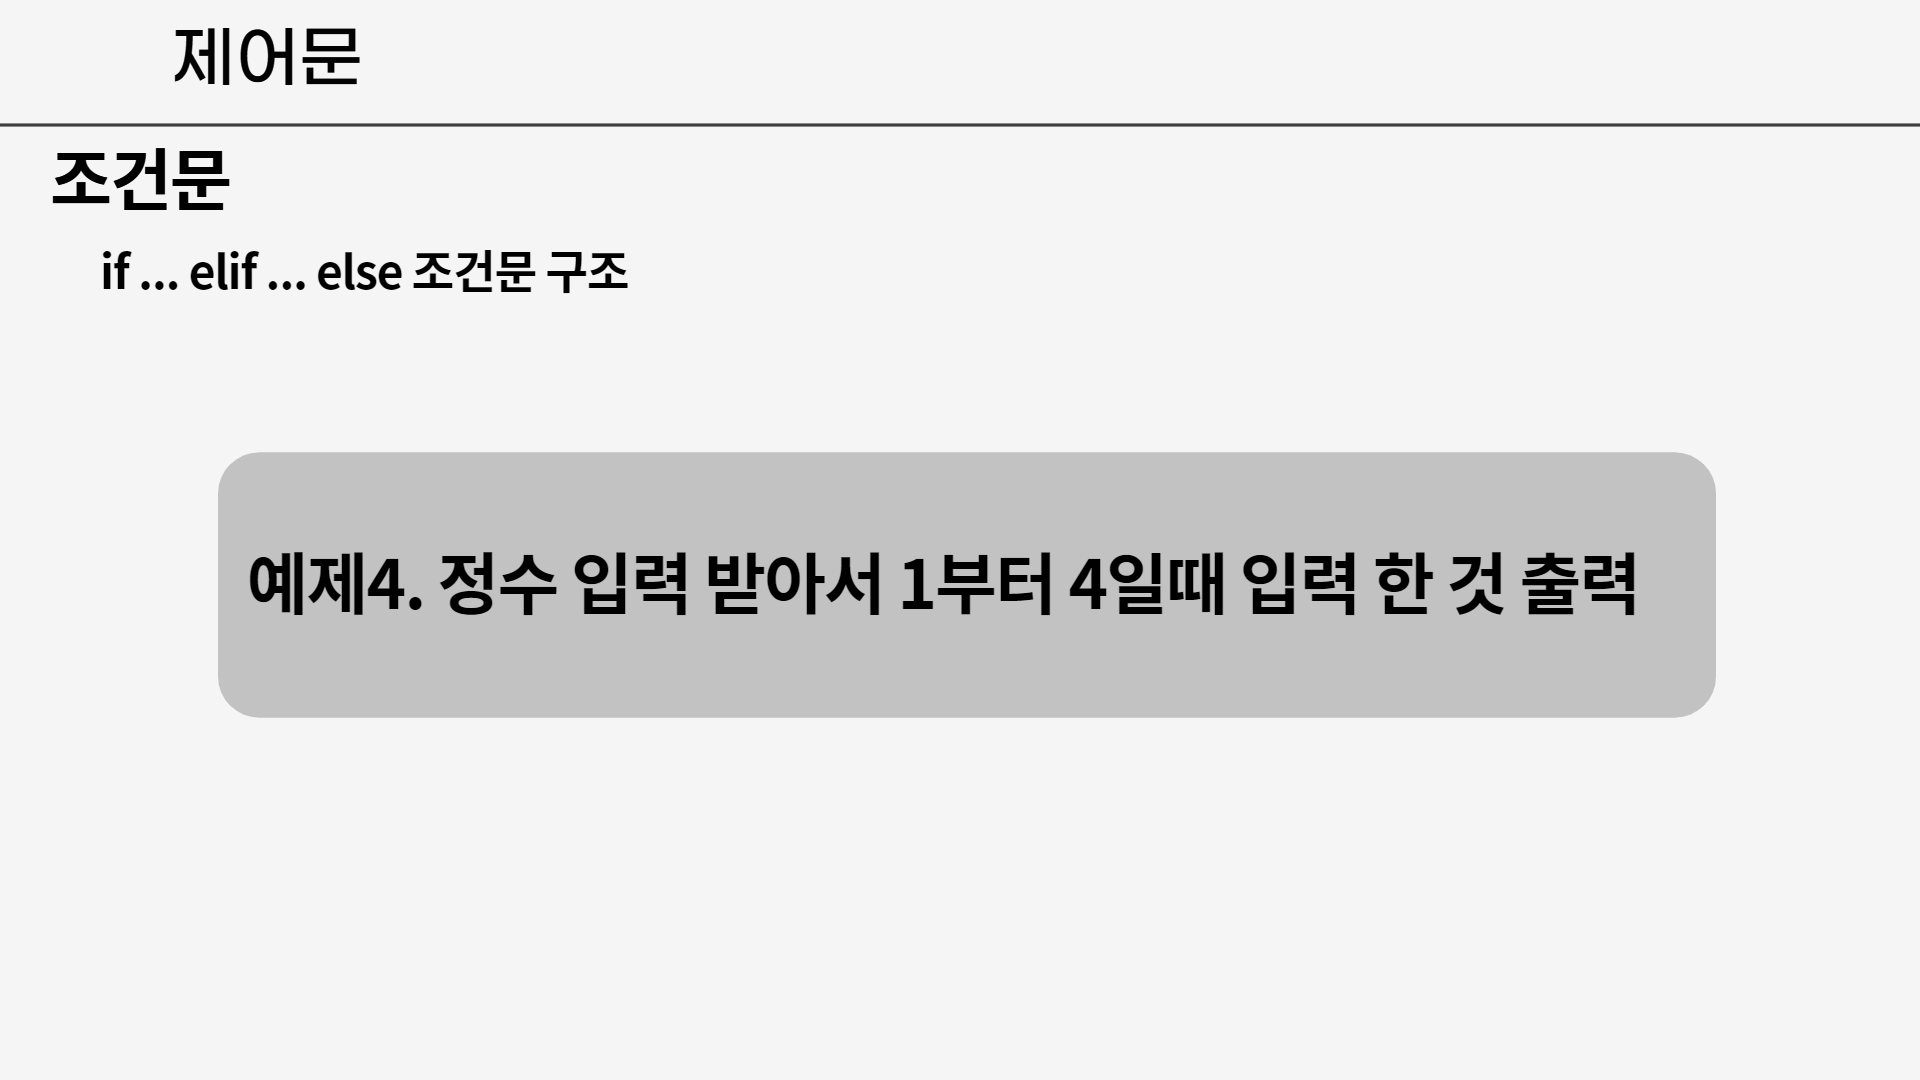 제어문
조건문
if ... elif ... else 조건문 구조
예제4. 정수 입력 받아서 1부터 4일때 입력 한 것 출력